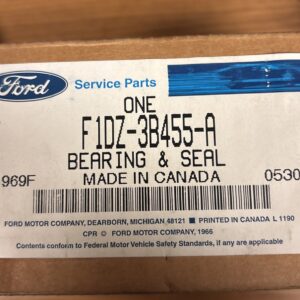 Ford Service Parts
ONE
F1DZ-3B455-A
BEARING & SEAL
969F MADE IN CANADA 0530
FORD MOTOR COMPANY, DEARBORN, MICHIGAN 48121 PRINTED IN CANADA L 1190
CPR © FORD MOTOR COMPANY, 1966
Contents conform to Federal Motor Vehicle Safety Standards, if any are applicable